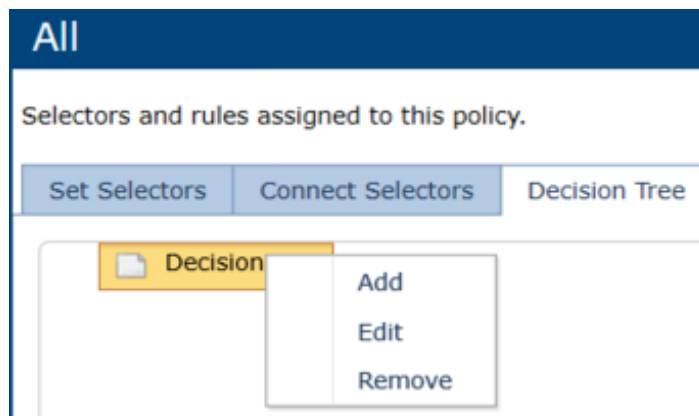 All
Selectors and rules assigned to this policy.
Set Selectors Connect Selectors Decision Tree
Decision
Add
Edit
Remove